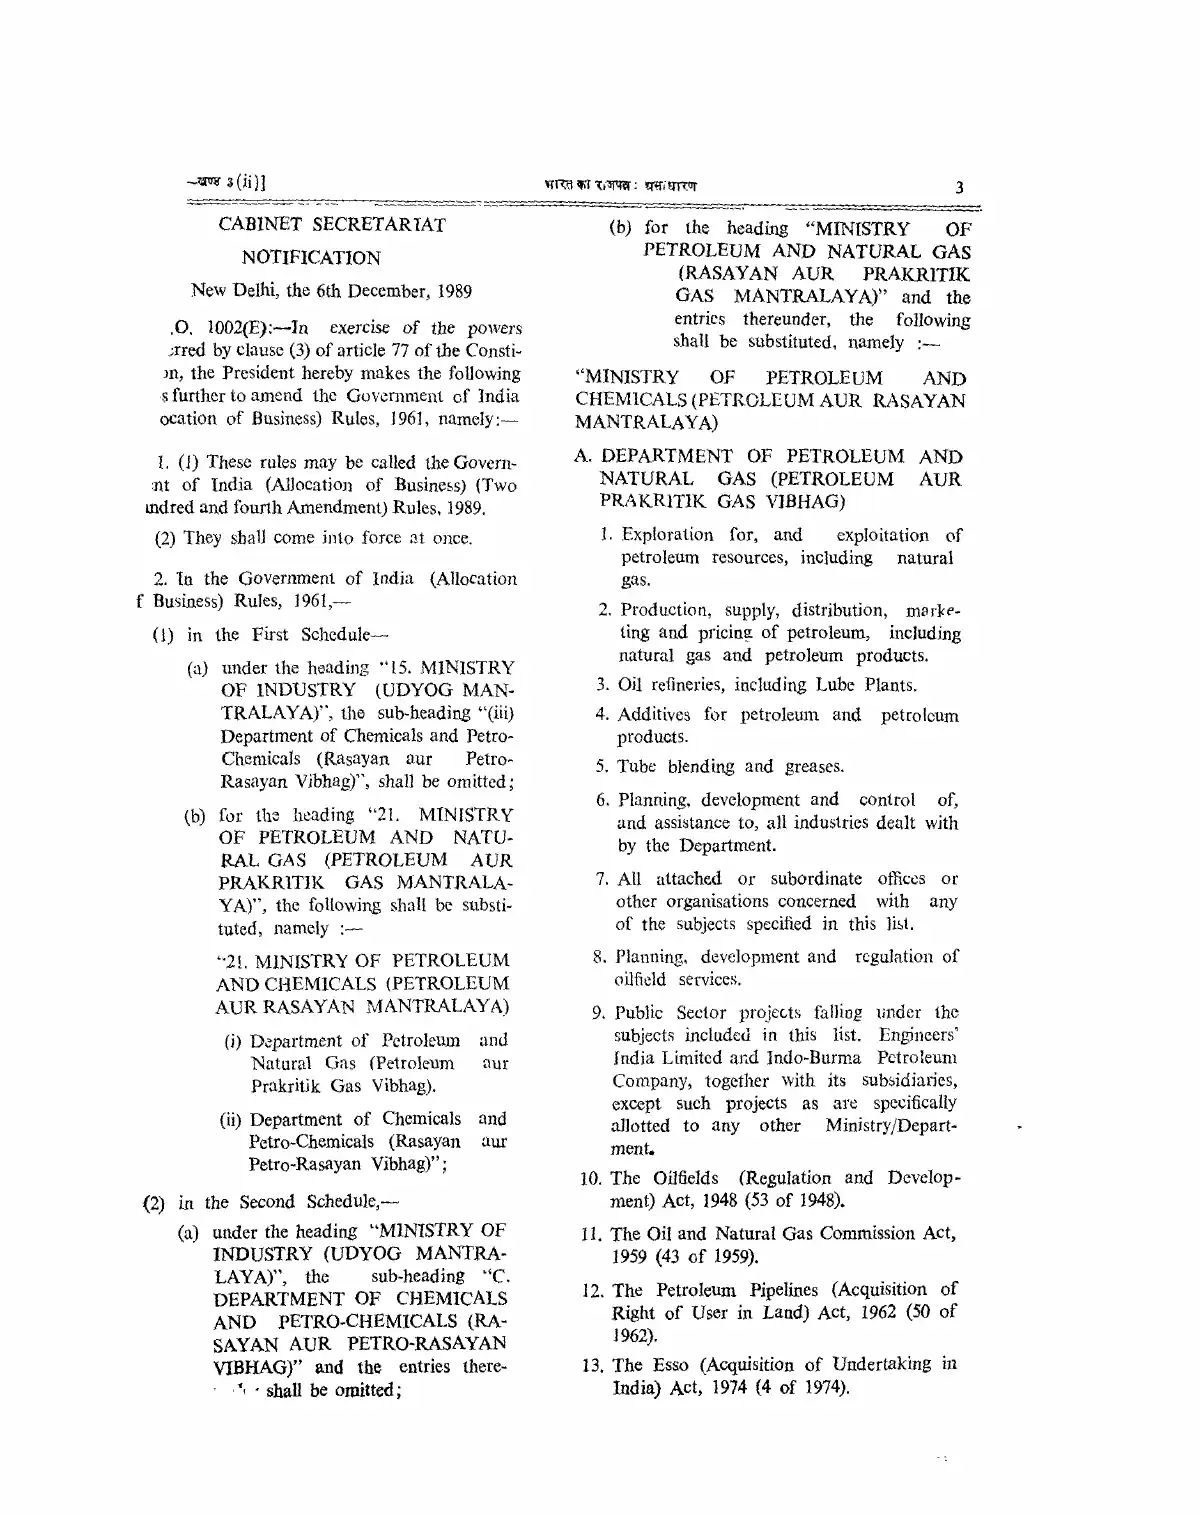 —खण्ड 3(ii)]
भारत का राजपत्र : असाधारण
3
CABINET SECRETARIAT
NOTIFICATION
New Delhi, the 6th December, 1989
.O. 1002(E):—In exercise of the powers
rred by clause (3) of article 77 of the Consti-
on, the President hereby makes the following
s further to amend the Government of India
ocation of Business) Rules, 1961, namely:—
1. (1) These rules may be called the Govern-
nt of India (Allocation of Business) (Two
undred and fourth Amendment) Rules, 1989.
(2) They shall come into force at once.
2. In the Government of India (Allocation
f Business) Rules, 1961,—
(1) in the First Schedule—
(a) under the heading "15. MINISTRY
OF INDUSTRY (UDYOG MAN-
TRALAYA)", the sub-heading "(iii)
Department of Chemicals and Petro-
Chemicals (Rasayan aur Petro-
Rasayan Vibhag)", shall be omitted;
(b) for the heading "21. MINISTRY
OF PETROLEUM AND NATU-
RAL GAS (PETROLEUM AUR
PRAKRITIK GAS MANTRALA-
YA)", the following shall be substi-
tuted, namely :—
"21. MINISTRY OF PETROLEUM
AND CHEMICALS (PETROLEUM
AUR RASAYAN MANTRALAYA)
(i) Department of Petroleum and
Natural Gas (Petroleum aur
Prakritik Gas Vibhag).
(ii) Department of Chemicals and
Petro-Chemicals (Rasayan aur
Petro-Rasayan Vibhag)";
(2) in the Second Schedule,—
(a) under the heading "MINISTRY OF
INDUSTRY (UDYOG MANTRA-
LAYA)", the sub-heading "C.
DEPARTMENT OF CHEMICALS
AND PETRO-CHEMICALS (RA-
SAYAN AUR PETRO-RASAYAN
VIBHAG)" and the entries there-
shall be omitted;
(b) for the heading "MINISTRY OF
PETROLEUM AND NATURAL GAS
(RASAYAN AUR PRAKRITIK
GAS MANTRALAYA)" and the
entries thereunder, the following
shall be substituted, namely :—
"MINISTRY OF PETROLEUM AND
CHEMICALS (PETROLEUM AUR RASAYAN
MANTRALAYA)
A. DEPARTMENT OF PETROLEUM AND
NATURAL GAS (PETROLEUM AUR
PRAKRITIK GAS VIBHAG)
1. Exploration for, and exploitation of
petroleum resources, including natural
gas.
2. Production, supply, distribution, marke-
ting and pricing of petroleum, including
natural gas and petroleum products.
3. Oil refineries, including Lube Plants.
4. Additives for petroleum and petroleum
products.
5. Tube blending and greases.
6. Planning, development and control of,
and assistance to, all industries dealt with
by the Department.
7. All attached or subordinate offices or
other organisations concerned with any
of the subjects specified in this list.
8. Planning, development and regulation of
oilfield services.
9. Public Sector projects falling under the
subjects included in this list. Engineers'
India Limited and Indo-Burma Petroleum
Company, together with its subsidiaries,
except such projects as are specifically
allotted to any other Ministry/Depart-
ment.
10. The Oilfields (Regulation and Develop-
ment) Act, 1948 (53 of 1948).
11. The Oil and Natural Gas Commission Act,
1959 (43 of 1959).
12. The Petroleum Pipelines (Acquisition of
Right of User in Land) Act, 1962 (50 of
1962).
13. The Esso (Acquisition of Undertaking in
India) Act, 1974 (4 of 1974).